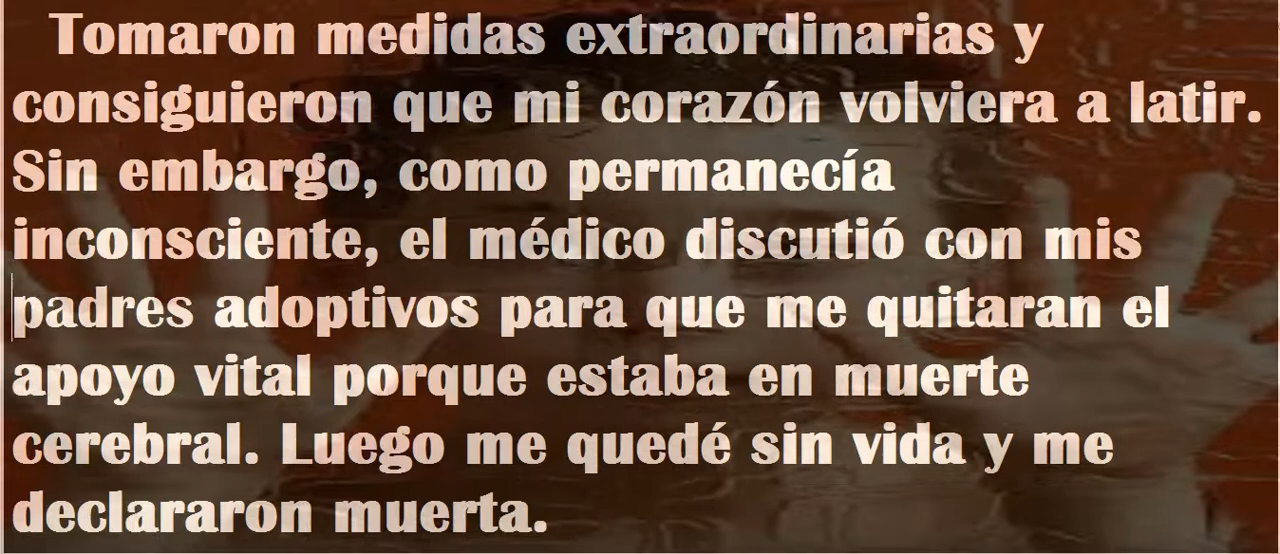 Tomaron medidas extraordinarias y
consiguieron que mi corazón volviera a latir.
Sin embargo, como permanecía
inconsciente, el médico discutió con mis
padres adoptivos para que me quitaran el
apoyo vital porque estaba en muerte
cerebral. Luego me quedé sin vida y me
declararon muerta.